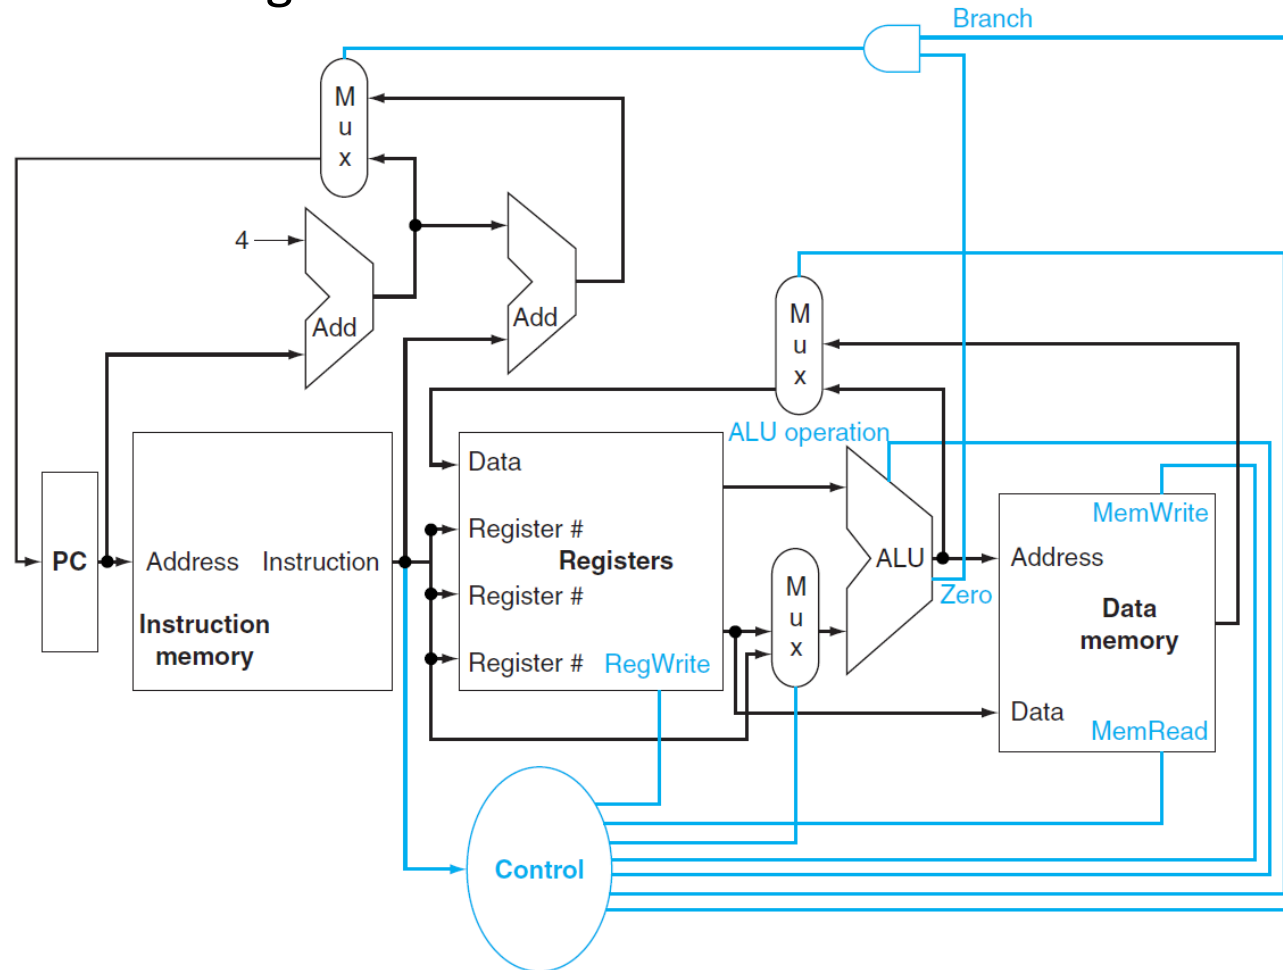 g
Branch
M
u
x
4
Add
Add
M
u
x
ALU operation
Data
Register #
Registers
Register #
Register #
RegWrite
PC
Address
Instruction
Instruction
memory
M
u
x
ALU
Zero
MemWrite
Address
Data
memory
Data
MemRead
Control